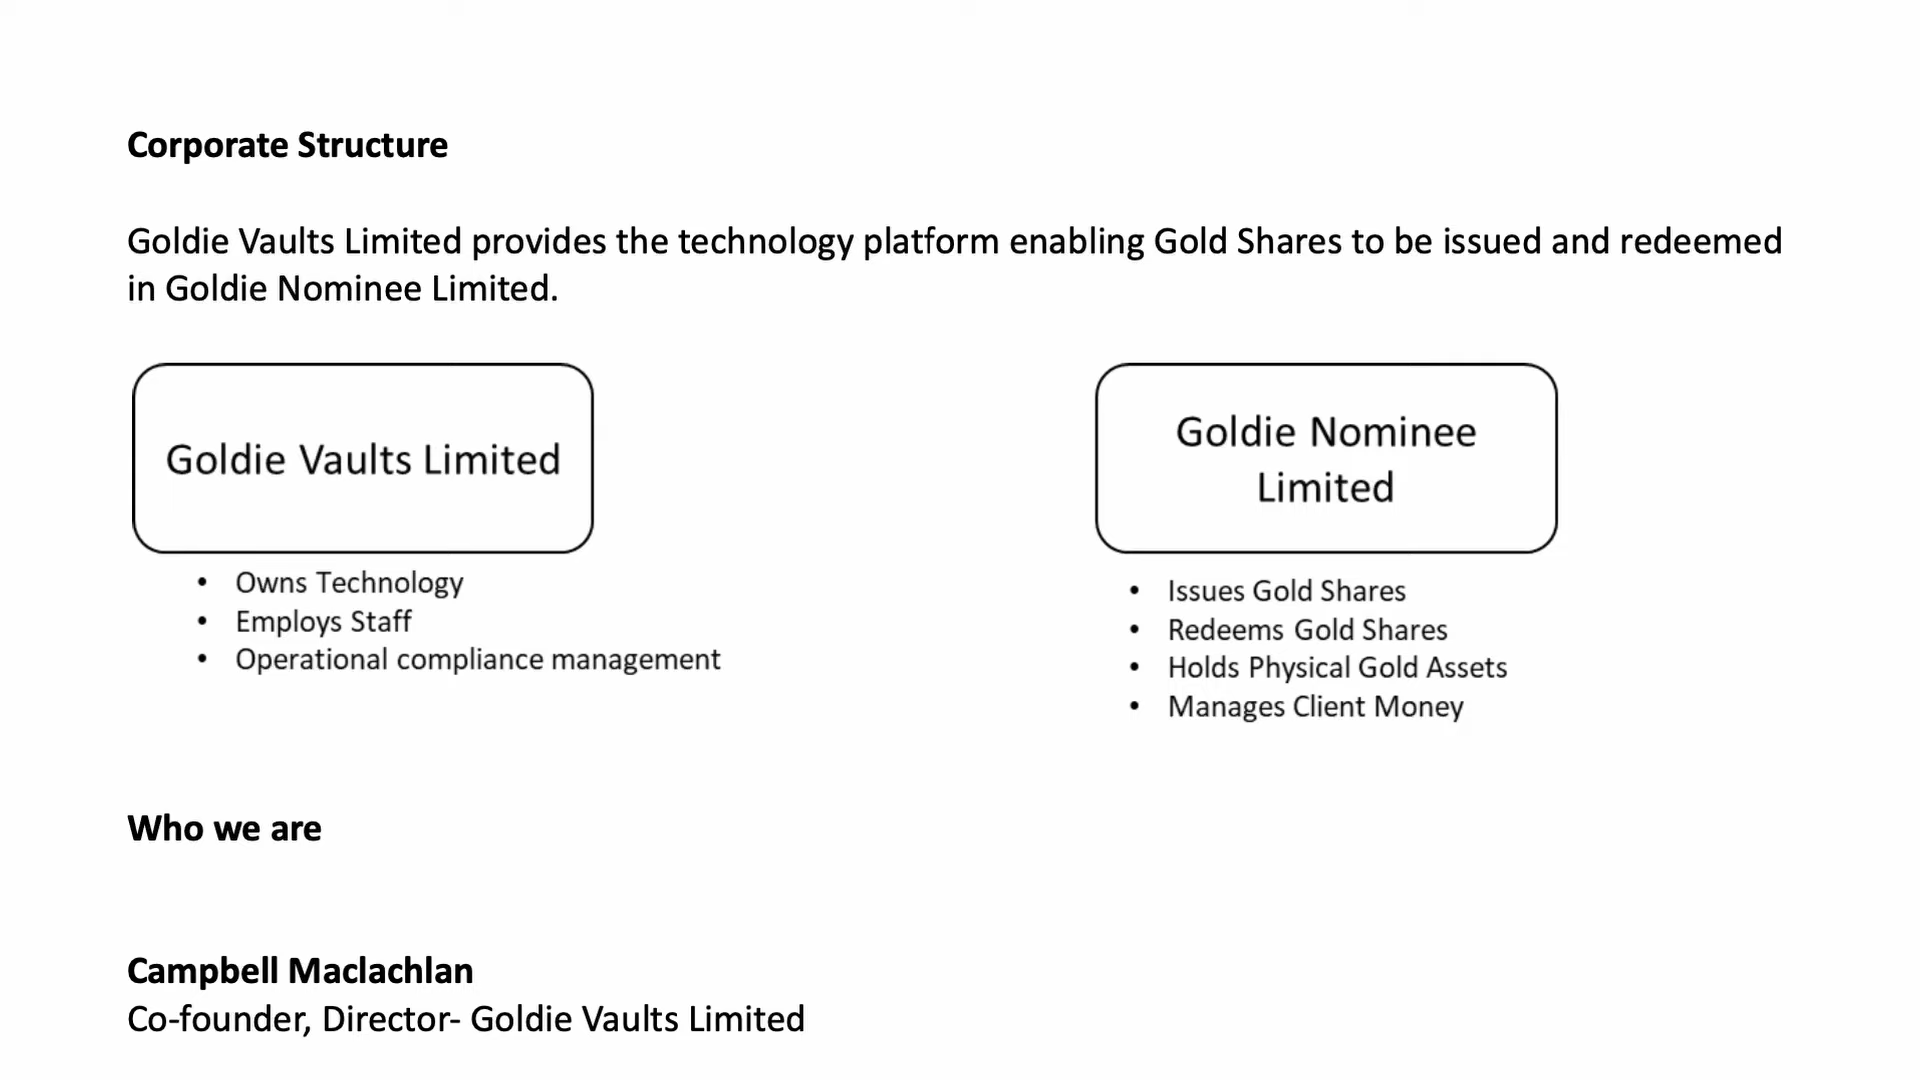 Corporate Structure
Goldie Vaults Limited provides the technology platform enabling Gold Shares to be issued and redeemed
in Goldie Nominee Limited.
Goldie Vaults Limited
• Owns Technology
• Employs Staff
• Operational compliance management
Goldie Nominee
Limited
• Issues Gold Shares
• Redeems Gold Shares
• Holds Physical Gold Assets
• Manages Client Money
Who we are
Campbell Maclachlan
Co-founder, Director- Goldie Vaults Limited